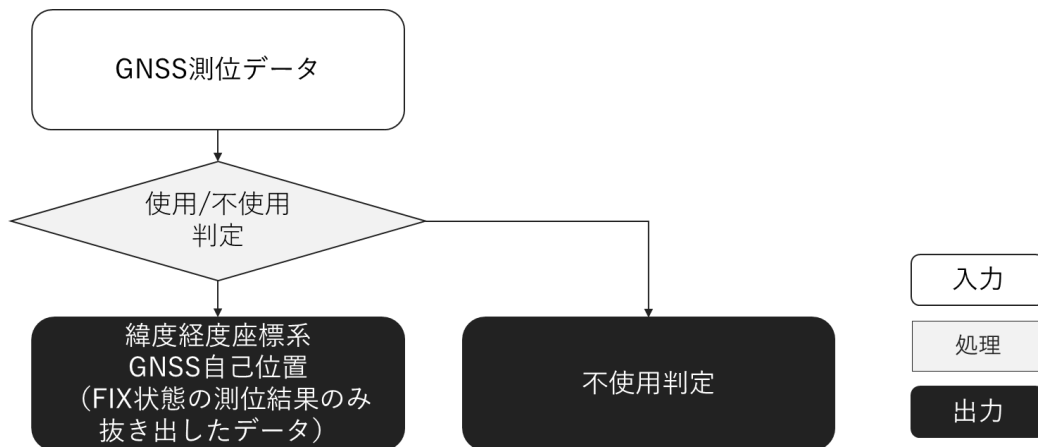 GNSS測位データ
使用/不使用
判定
緯度経度座標系
GNSS自己位置
（FIX状態の測位結果のみ
抜き出したデータ）
不使用判定
入力
処理
出力